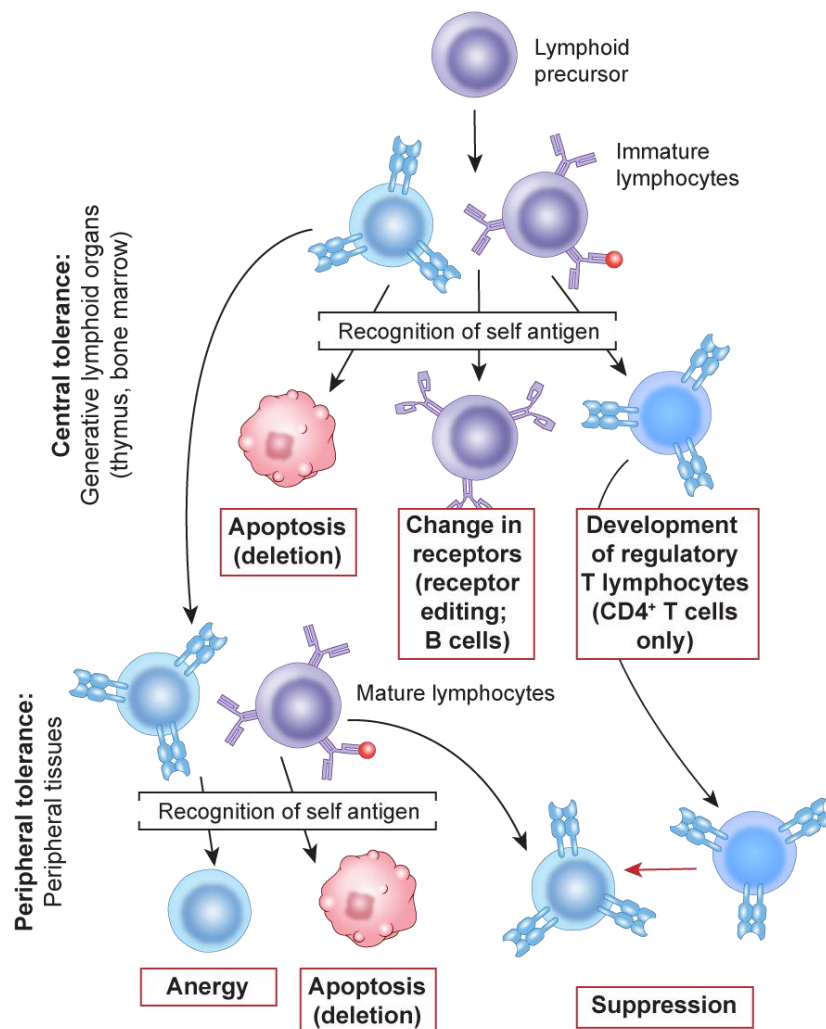 Lymphoid
precursor
Immature
lymphocytes
Central tolerance:
Generative lymphoid organs
(thymus, bone marrow)
Recognition of self antigen
Apoptosis
(deletion)
Change in
receptors
(receptor
editing;
B cells)
Development
of regulatory
T lymphocytes
(CD4⁺ T cells
only)
Peripheral tolerance:
Peripheral tissues
Mature lymphocytes
Recognition of self antigen
Anergy
Apoptosis
(deletion)
Suppression